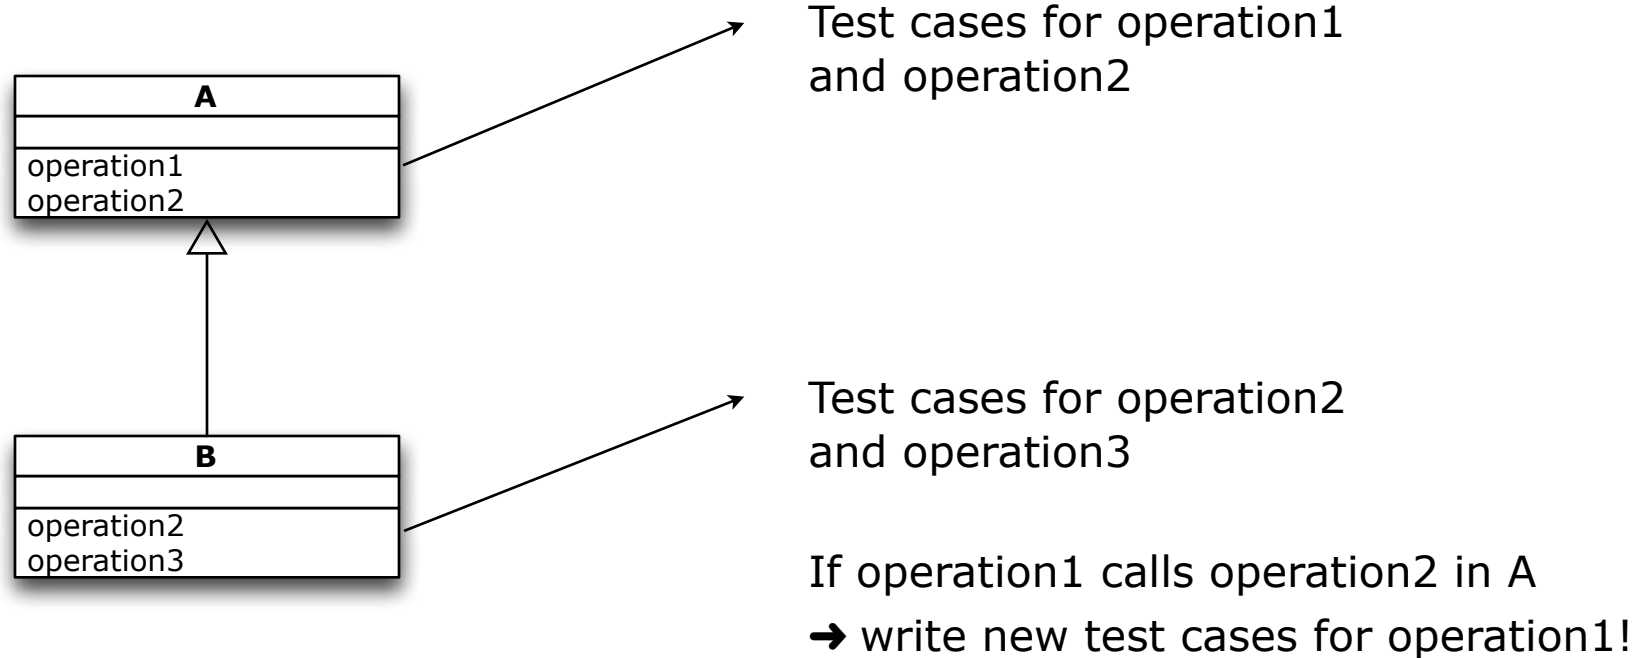 Test cases for operation1
and operation2
A
operation1
operation2
Test cases for operation2
and operation3
B
operation2
operation3
If operation1 calls operation2 in A
➜ write new test cases for operation1!